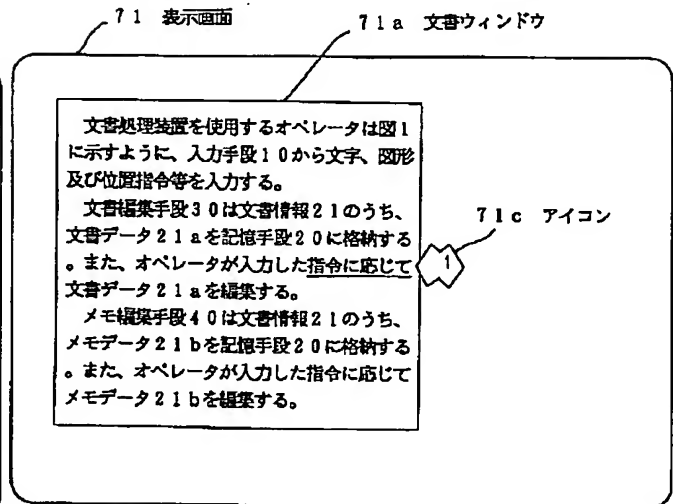 71 表示画面
71a 文書ウィンドウ
文書処理装置を使用するオペレータは図1
に示すように、入力手段10から文字、図形
及び位置指令等を入力する。
文書編集手段30は文書情報21のうち、
文書データ21aを記憶手段20に格納する
。また、オペレータが入力した指令に応じて
文書データ21aを編集する。
メモ編集手段40は文書情報21のうち、
メモデータ21bを記憶手段20に格納する
。また、オペレータが入力した指令に応じて
メモデータ21bを編集する。
71c アイコン
1